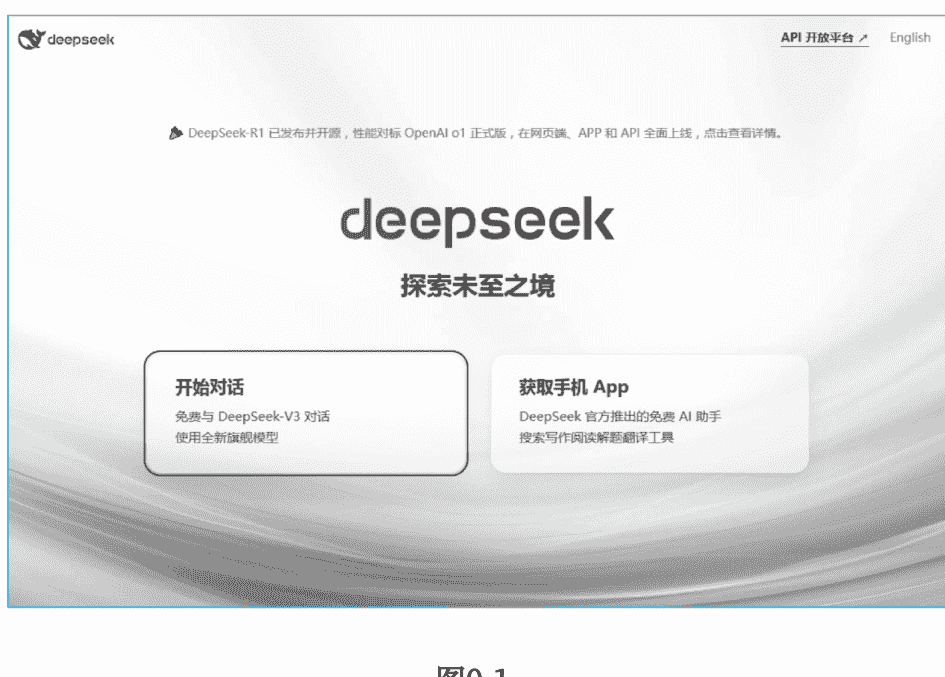 deepseek
API 开放平台 ↗
English
DeepSeek-R1 已发布并开源，性能对标 OpenAI o1 正式版，在网页端、APP 和 API 全面上线，点击查看详情。
deepseek
探索未至之境
开始对话
免费与 DeepSeek-V3 对话
使用全新旗舰模型
获取手机 App
DeepSeek 官方推出的免费 AI 助手
搜索写作阅读解题翻译工具
图0-1